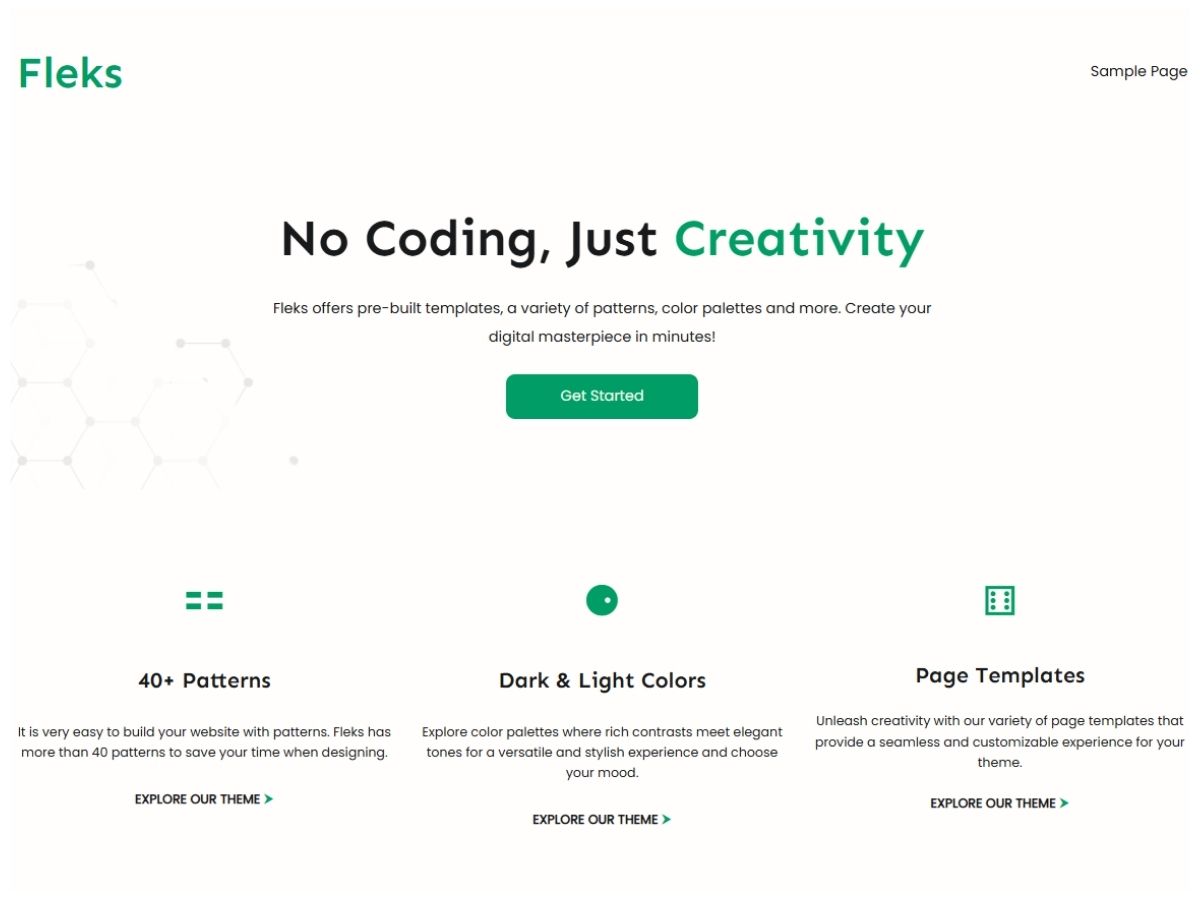 Fleks
Sample Page
No Coding, Just Creativity
Fleks offers pre-built templates, a variety of patterns, color palettes and more. Create your
digital masterpiece in minutes!
Get Started
40+ Patterns
It is very easy to build your website with patterns. Fleks has
more than 40 patterns to save your time when designing.
EXPLORE OUR THEME ➤
Dark & Light Colors
Explore color palettes where rich contrasts meet elegant
tones for a versatile and stylish experience and choose
your mood.
EXPLORE OUR THEME ➤
Page Templates
Unleash creativity with our variety of page templates that
provide a seamless and customizable experience for your
theme.
EXPLORE OUR THEME ➤